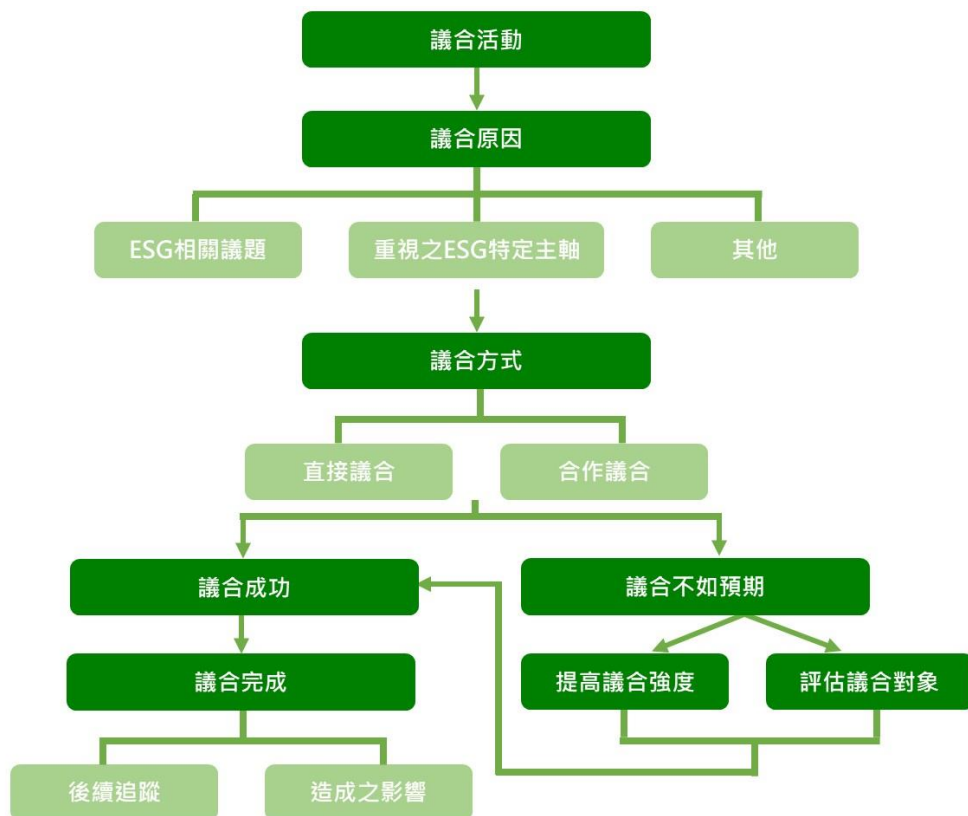 議合活動
議合原因
ESG相關議題
重視之ESG特定主軸
其他
議合方式
直接議合
合作議合
議合成功
議合不如預期
議合完成
提高議合強度
評估議合對象
後續追蹤
造成之影響